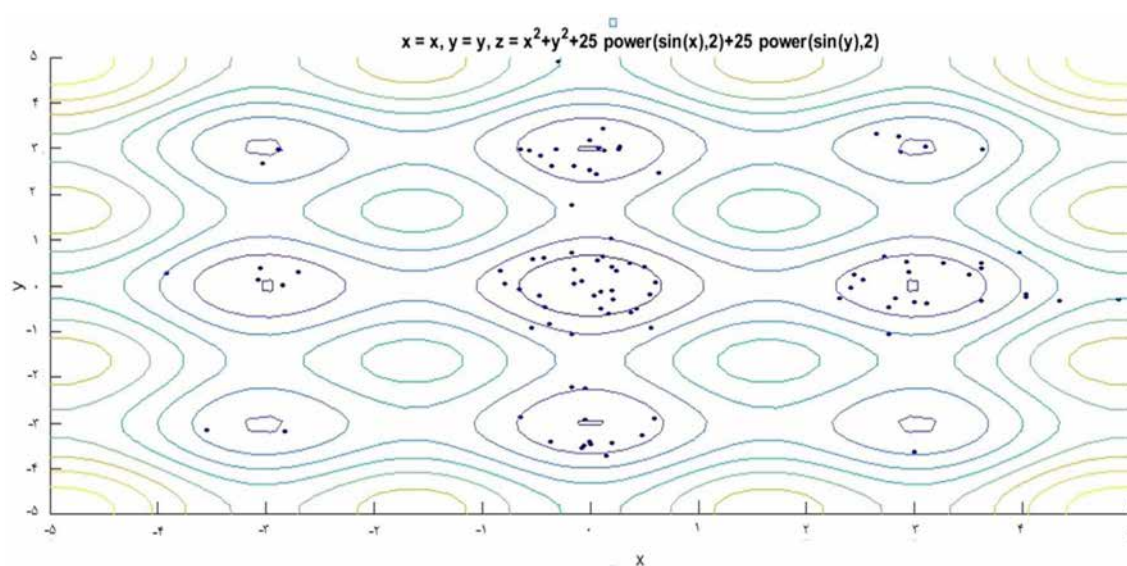 x = x, y = y, z = x²+y²+25 power(sin(x),2)+25 power(sin(y),2)
۵
۴
۳
۲
۱
۰
-۱
-۲
-۳
-۴
-۵
y
-۵ -۴ -۳ -۲ -۱ ۰ ۱ ۲ ۳ ۴
x